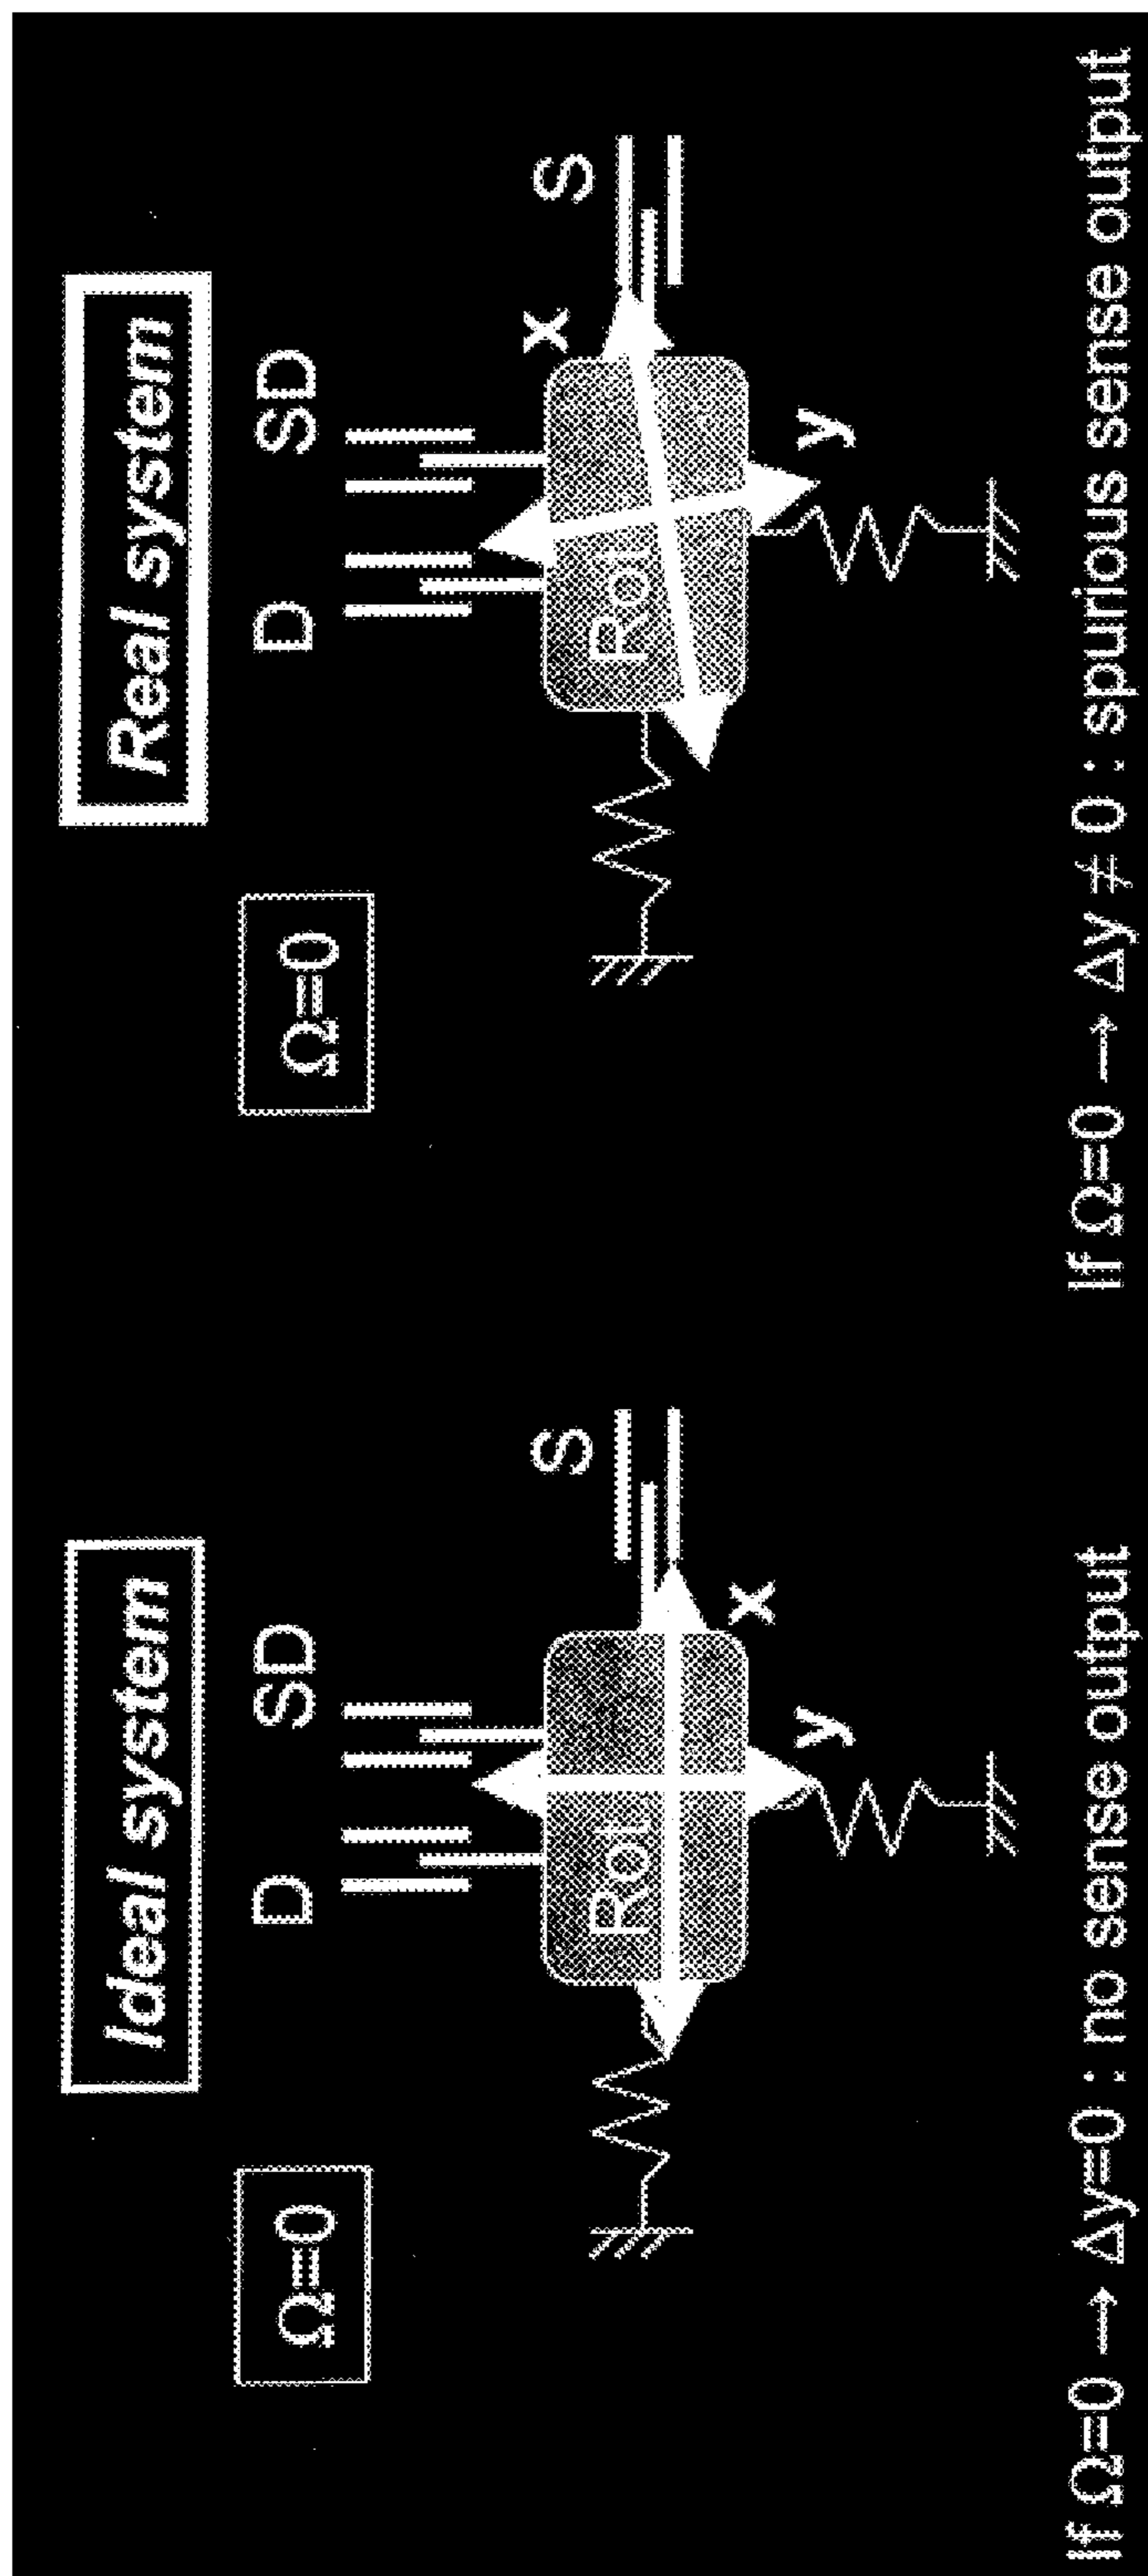 Ideal system
Ω=0
D
SD
S
Rot
x
y
If Ω=0 → Δy=0 : no sense output
Real system
Ω=0
D
SD
x
S
Rot
y
If Ω=0 → Δy ≠ 0 : spurious sense output